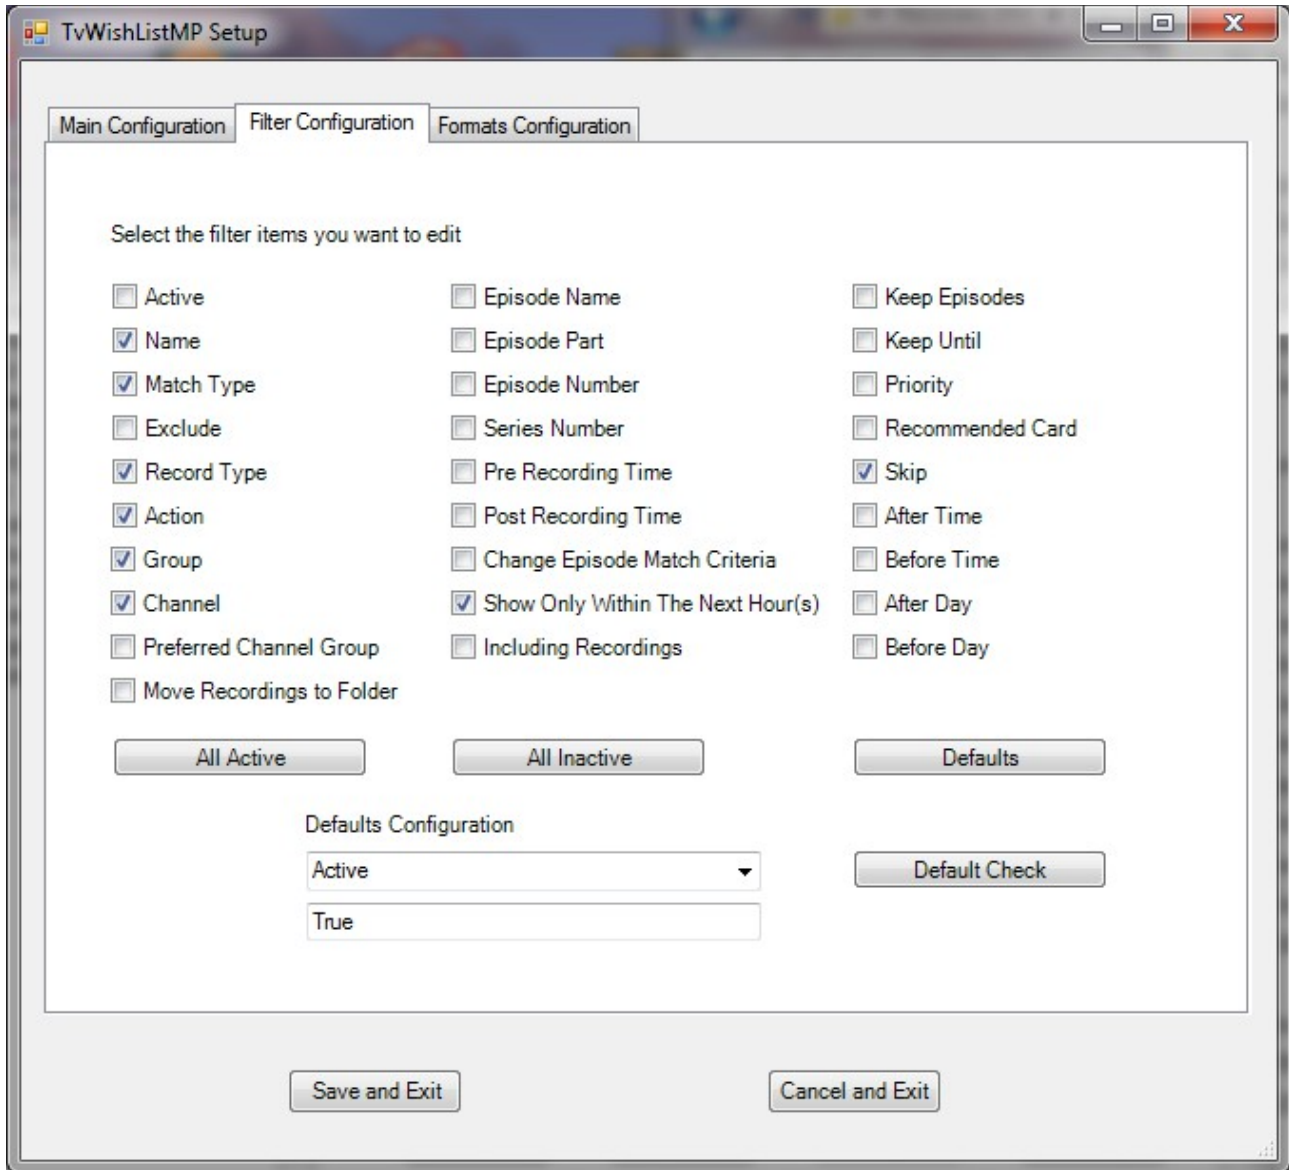 TvWishListMP Setup
Main Configuration
Filter Configuration
Formats Configuration
Select the filter items you want to edit
Active
Name
Match Type
Exclude
Record Type
Action
Group
Channel
Preferred Channel Group
Move Recordings to Folder
Episode Name
Episode Part
Episode Number
Series Number
Pre Recording Time
Post Recording Time
Change Episode Match Criteria
Show Only Within The Next Hour(s)
Including Recordings
Keep Episodes
Keep Until
Priority
Recommended Card
Skip
After Time
Before Time
After Day
Before Day
All Active
All Inactive
Defaults
Defaults Configuration
Active
Default Check
True
Save and Exit
Cancel and Exit